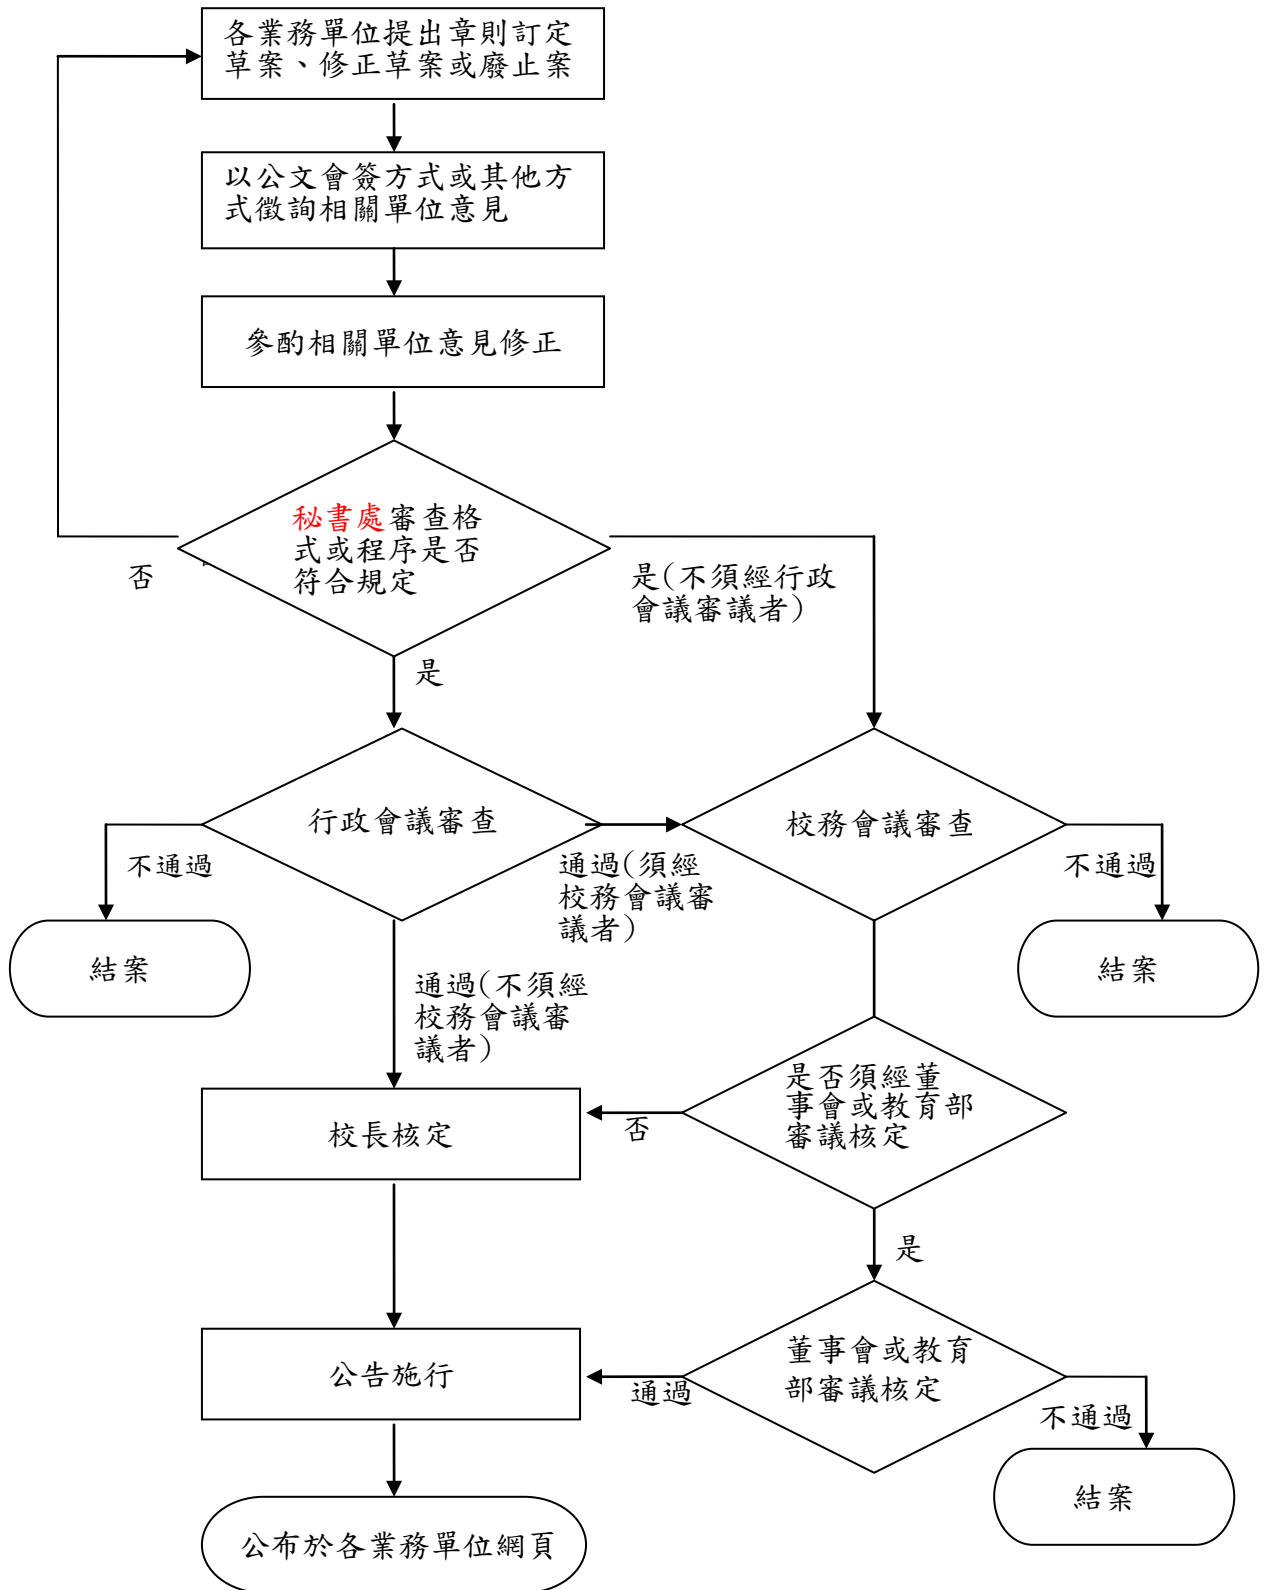 各業務單位提出章則訂定
草案、修正草案或廢止案
以公文會簽方式或其他方
式徵詢相關單位意見
參酌相關單位意見修正
秘書處審查格
式或程序是否
符合規定
否
是(不須經行政
會議審議者)
是
行政會議審查
校務會議審查
不通過
通過(須經
校務會議審
議者)
不通過
結案
結案
通過(不須經
校務會議審
議者)
是否須經董
事會或教育部
審議核定
否
校長核定
是
董事會或教育
部審議核定
公告施行
通過
不通過
結案
公布於各業務單位網頁